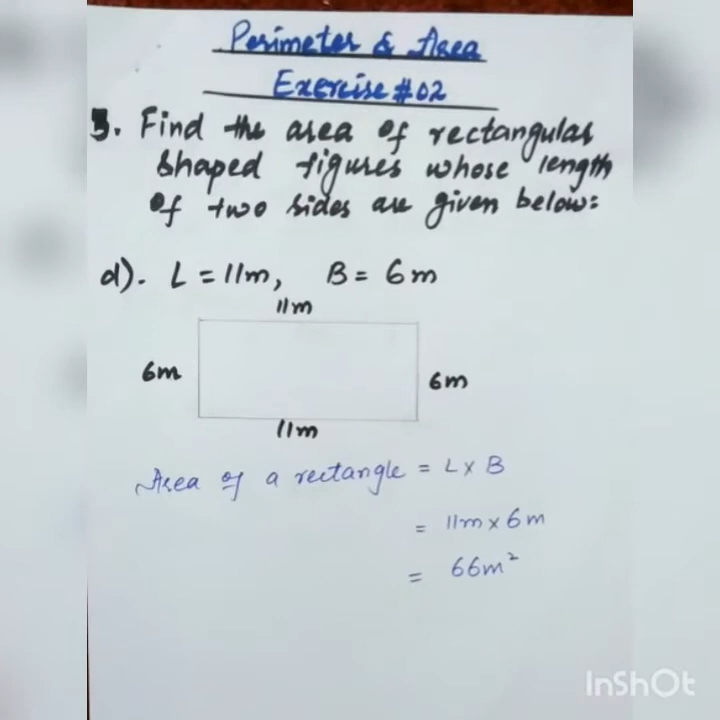 Perimeter & Area
Exercise #02
3. Find the area of rectangular
shaped figures whose length
of two sides are given below:
d). L = 11m, B = 6m
11m
6m
6m
11m
Area of a rectangle = L x B
= 11m x 6m
= 66m²
InShOt